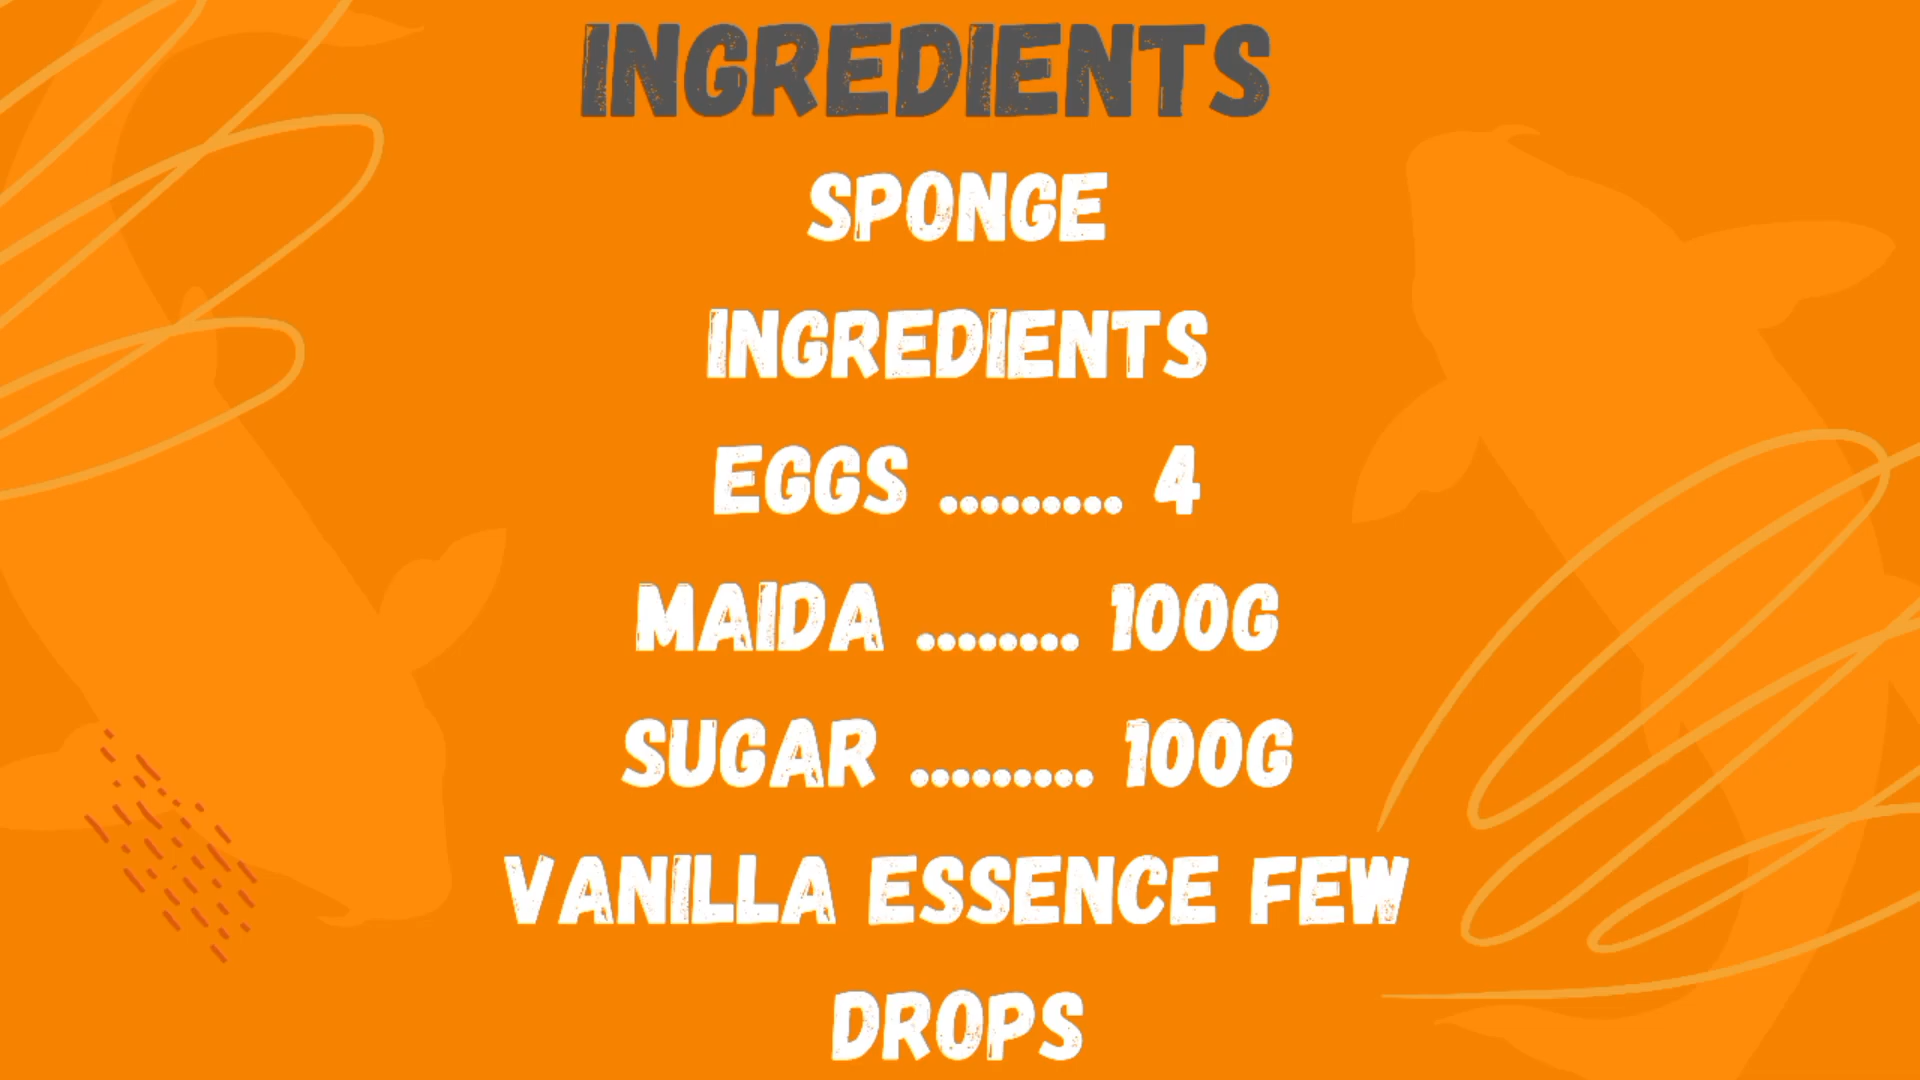 INGREDIENTS
SPONGE
INGREDIENTS
EGGS ......... 4
MAIDA ........ 100G
SUGAR ......... 100G
VANILLA ESSENCE FEW
DROPS